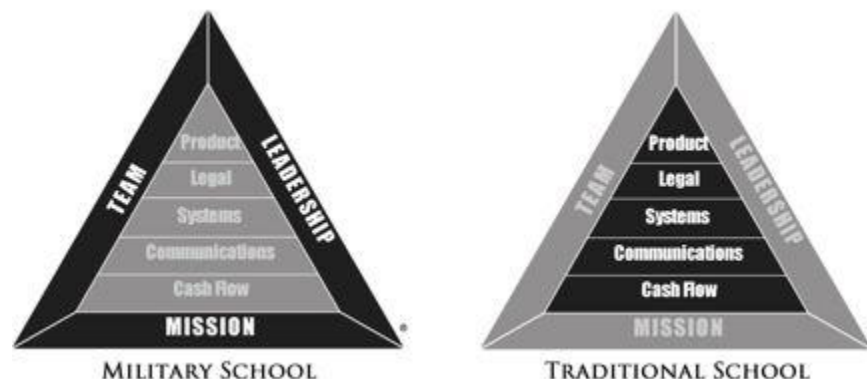 Product
Legal
Systems
Communications
Cash Flow
TEAM
LEADERSHIP
MISSION
MILITARY SCHOOL
Product
Legal
Systems
Communications
Cash Flow
TEAM
LEADERSHIP
MISSION
TRADITIONAL SCHOOL